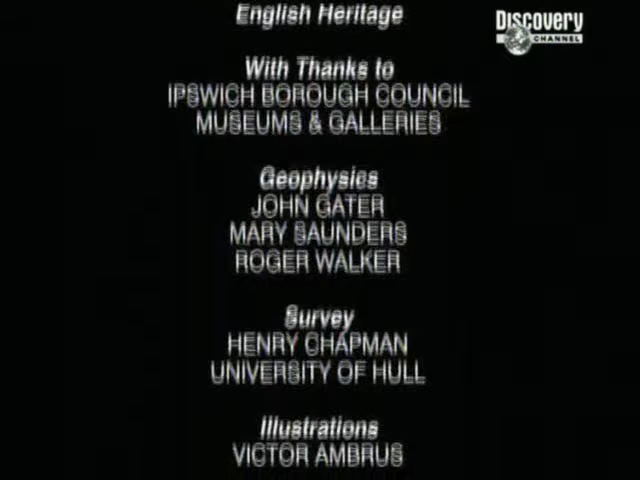 English Heritage
Discovery
CHANNEL
With Thanks to
IPSWICH BOROUGH COUNCIL
MUSEUMS & GALLERIES
Geophysics
JOHN GATER
MARY SAUNDERS
ROGER WALKER
Survey
HENRY CHAPMAN
UNIVERSITY OF HULL
Illustrations
VICTOR AMBRUS